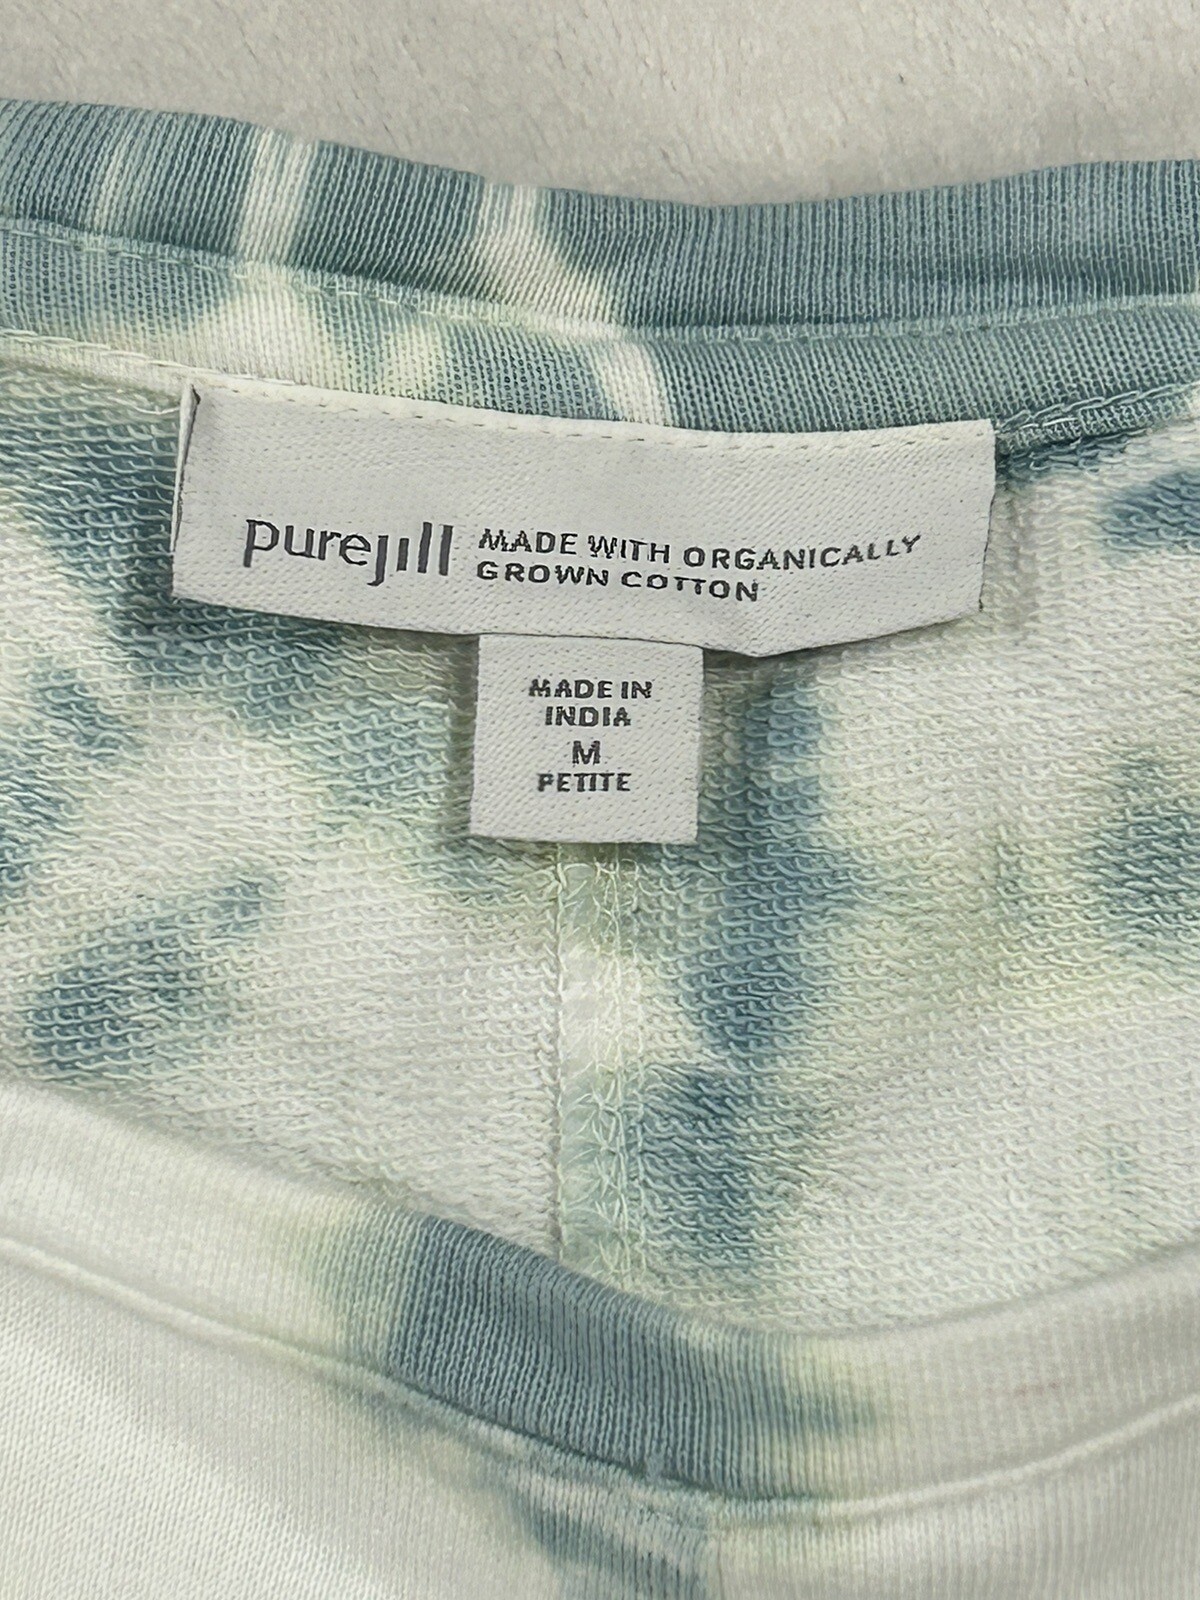 purejill MADE WITH ORGANICALLY
GROWN COTTON
MADE IN
INDIA
M
PETITE